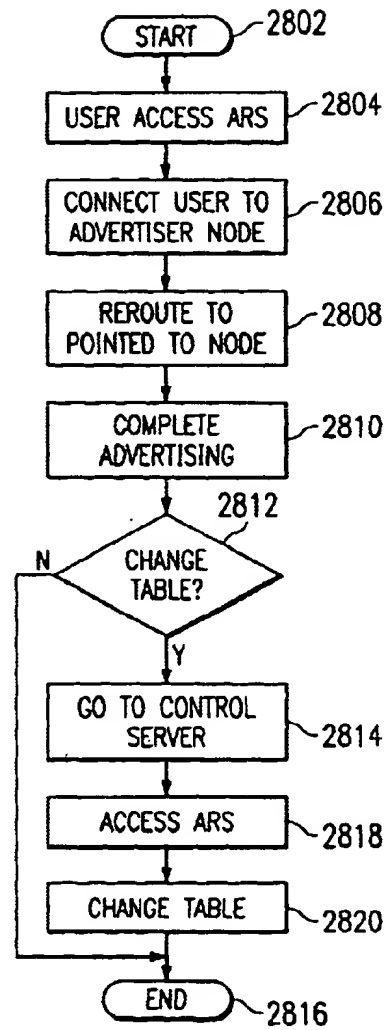 START
2802
USER ACCESS ARS
2804
CONNECT USER TO
ADVERTISER NODE
2806
REROUTE TO
POINTED TO NODE
2808
COMPLETE
ADVERTISING
2810
2812
CHANGE
TABLE?
N
Y
GO TO CONTROL
SERVER
2814
ACCESS ARS
2818
CHANGE TABLE
2820
END
2816